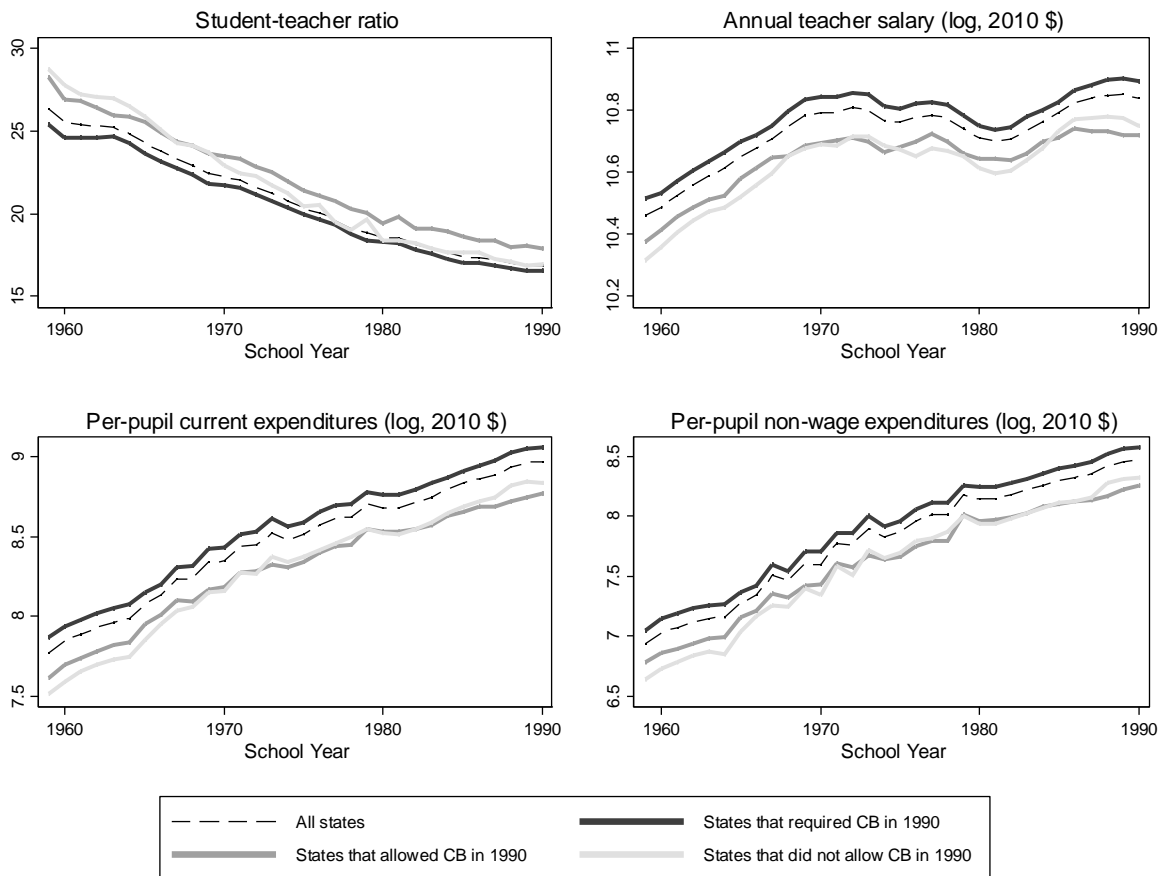 Student-teacher ratio
30
25
20
15
1960 1970 1980 1990
School Year
Annual teacher salary (log, 2010 $)
11
10.8
10.6
10.4
10.2
1960 1970 1980 1990
School Year
Per-pupil current expenditures (log, 2010 $)
9
8.5
8
7.5
1960 1970 1980 1990
School Year
Per-pupil non-wage expenditures (log, 2010 $)
8.5
8
7.5
7
6.5
1960 1970 1980 1990
School Year
All states
States that required CB in 1990
States that allowed CB in 1990
States that did not allow CB in 1990